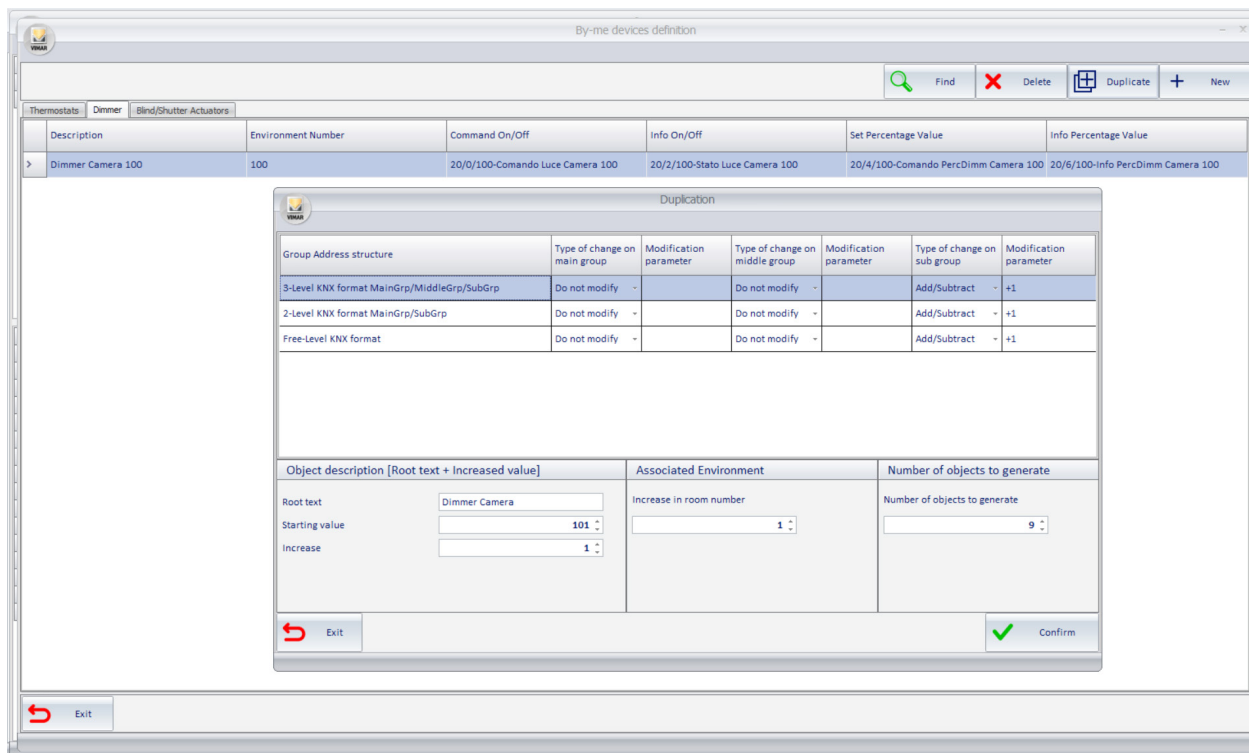 By-me devices definition
VIMAR
Find Delete Duplicate New
Thermostats Dimmer Blind/Shutter Actuators
Description Environment Number Command On/Off Info On/Off Set Percentage Value Info Percentage Value
Dimmer Camera 100 100 20/0/100-Comando Luce Camera 100 20/2/100-Stato Luce Camera 100 20/4/100-Comando PercDimm Camera 100 20/6/100-Info PercDimm Camera 100
Duplication
VIMAR
Group Address structure Type of change on main group Modification parameter Type of change on middle group Modification parameter Type of change on sub group Modification parameter
3-Level KNX format MainGrp/MiddleGrp/SubGrp Do not modify Do not modify Add/Subtract +1
2-Level KNX format MainGrp/SubGrp Do not modify Do not modify Add/Subtract +1
Free-Level KNX format Do not modify Do not modify Add/Subtract +1
Object description [Root text + Increased value] Associated Environment Number of objects to generate
Root text Dimmer Camera Increase in room number Number of objects to generate
Starting value 101 1 9
Increase 1
Exit Confirm
Exit